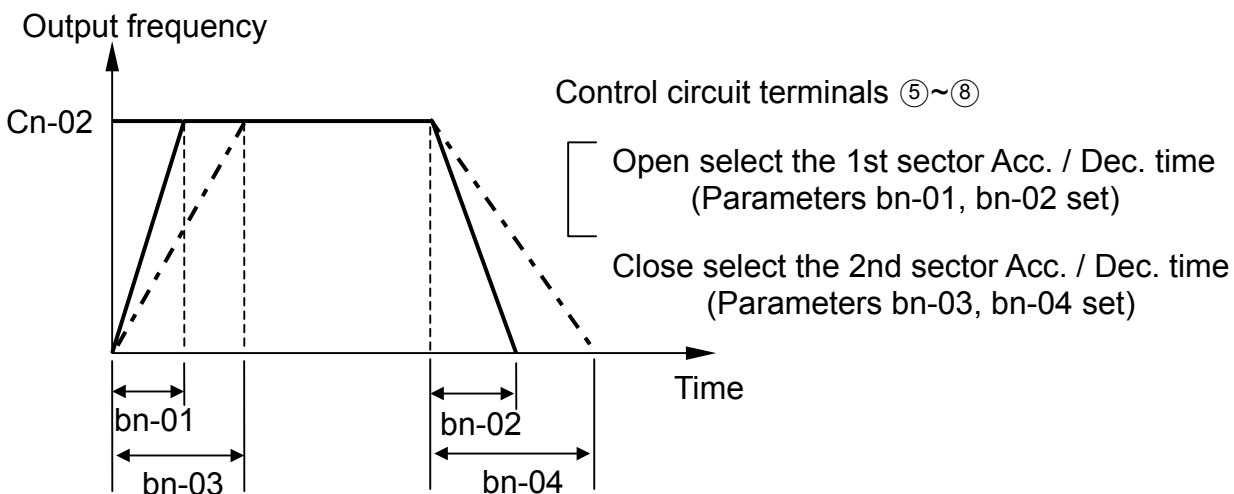 Output frequency
Control circuit terminals ⑤~⑧
Cn-02
Open select the 1st sector Acc. / Dec. time
(Parameters bn-01, bn-02 set)
Close select the 2nd sector Acc. / Dec. time
(Parameters bn-03, bn-04 set)
Time
bn-01
bn-02
bn-03
bn-04